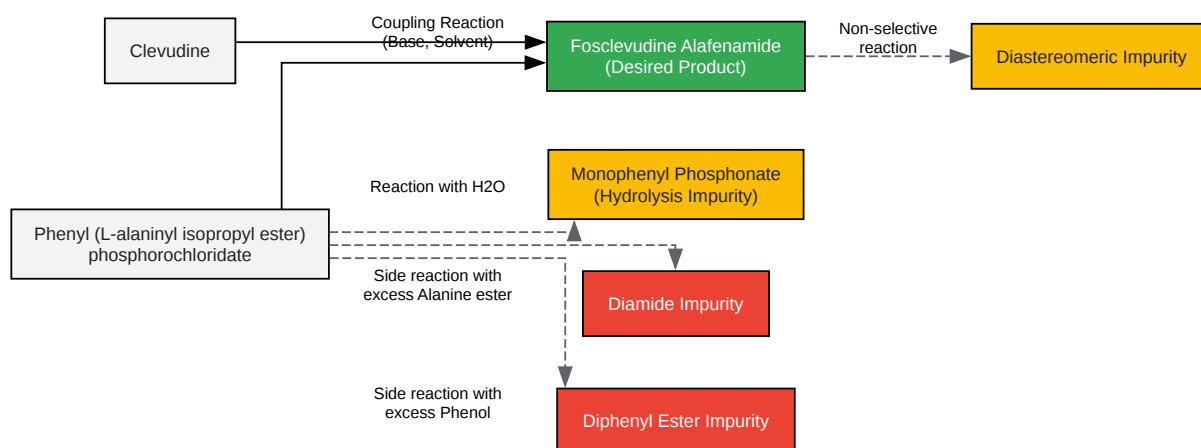 Clevudine
Coupling Reaction
(Base, Solvent)
Fosclevudine Alafenamide
(Desired Product)
Non-selective
reaction
Diastereomeric Impurity
Reaction with H2O
Monophenyl Phosphonate
(Hydrolysis Impurity)
Phenyl (L-alaninyl isopropyl ester)
phosphorochloridate
Side reaction with
excess Alanine ester
Diamide Impurity
Side reaction with
excess Phenol
Diphenyl Ester Impurity